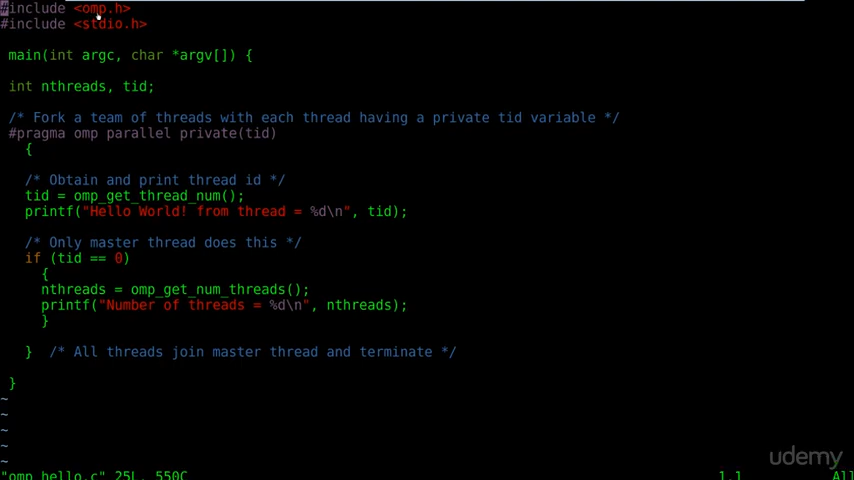 #include <omp.h>
#include <stdio.h>
main(int argc, char *argv[]) {
int nthreads, tid;
/* Fork a team of threads with each thread having a private tid variable */
#pragma omp parallel private(tid)
{
/* Obtain and print thread id */
tid = omp_get_thread_num();
printf("Hello World! from thread = %d\n", tid);
/* Only master thread does this */
if (tid == 0)
{
nthreads = omp_get_num_threads();
printf("Number of threads = %d\n", nthreads);
}
} /* All threads join master thread and terminate */
}
~
~
~
~
~
"omp_hello.c" 25L, 550C 1,1 All
udemy